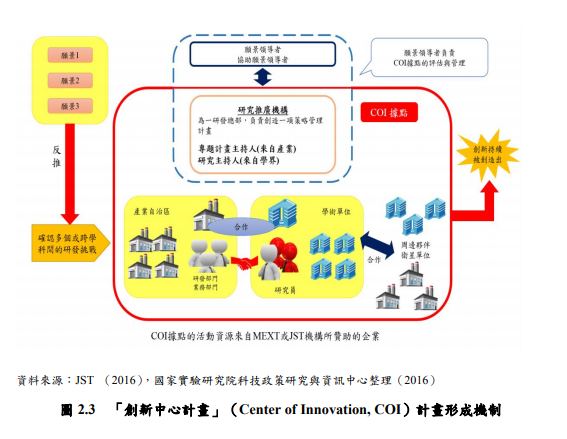 願景1
願景2
願景3
反
推
確認多個或跨學
科間的研發挑戰
願景領導者
協助願景領導者
願景領導者負責
COI據點的評估與管理
研究推廣機構
為一研發總部，負責創造一項策略管理
計畫
專題計畫主持人(來自產業)
研究主持人(來自學界)
COI 據點
產業自治區
合作
學術單位
研發部門
業務部門
研究員
合作
周邊夥伴
衛星單位
創新持續
被創造出
COI據點的活動資源來自MEXT或JST機構所贊助的企業
資料來源：JST （2016），國家實驗研究院科技政策研究與資訊中心整理（2016）
圖 2.3 「創新中心計畫」（Center of Innovation, COI）計畫形成機制